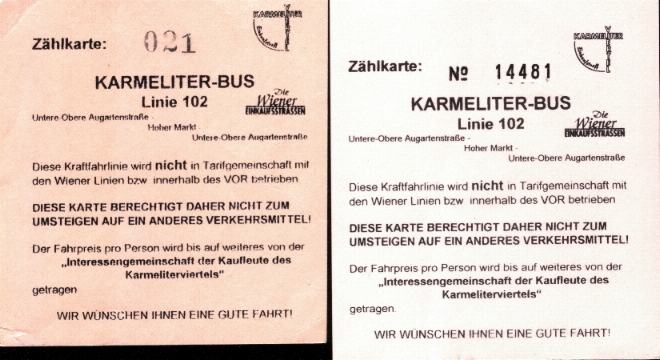 KARMELITER
Zählkarte: 021
KARMELITER-BUS
Linie 102
Die
Wiener
EINKAUFSSTRASSEN
Untere-Obere Augartenstraße -
Hoher Markt -
Untere-Obere Augartenstraße
Diese Kraftfahrlinie wird nicht in Tarifgemeinschaft mit
den Wiener Linien bzw innerhalb des VOR betrieben
DIESE KARTE BERECHTIGT DAHER NICHT ZUM
UMSTEIGEN AUF EIN ANDERES VERKEHRSMITTEL!
Der Fahrpreis pro Person wird bis auf weiteres von der
„Interessengemeinschaft der Kaufleute des
Karmeliterviertels“
getragen
WIR WÜNSCHEN IHNEN EINE GUTE FAHRT!
KARMELITER
Zählkarte: Nº 14481
KARMELITER-BUS
Linie 102
Die
Wiener
EINKAUFSSTRASSEN
Untere-Obere Augartenstraße -
Hoher Markt -
Untere-Obere Augartenstraße
Diese Kraftfahrlinie wird nicht in Tarifgemeinschaft mit
den Wiener Linien bzw innerhalb des VOR betrieben
DIESE KARTE BERECHTIGT DAHER NICHT ZUM
UMSTEIGEN AUF EIN ANDERES VERKEHRSMITTEL!
Der Fahrpreis pro Person wird bis auf weiteres von der
„Interessengemeinschaft der Kaufleute des
Karmeliterviertels“
getragen.
WIR WÜNSCHEN IHNEN EINE GUTE FAHRT!